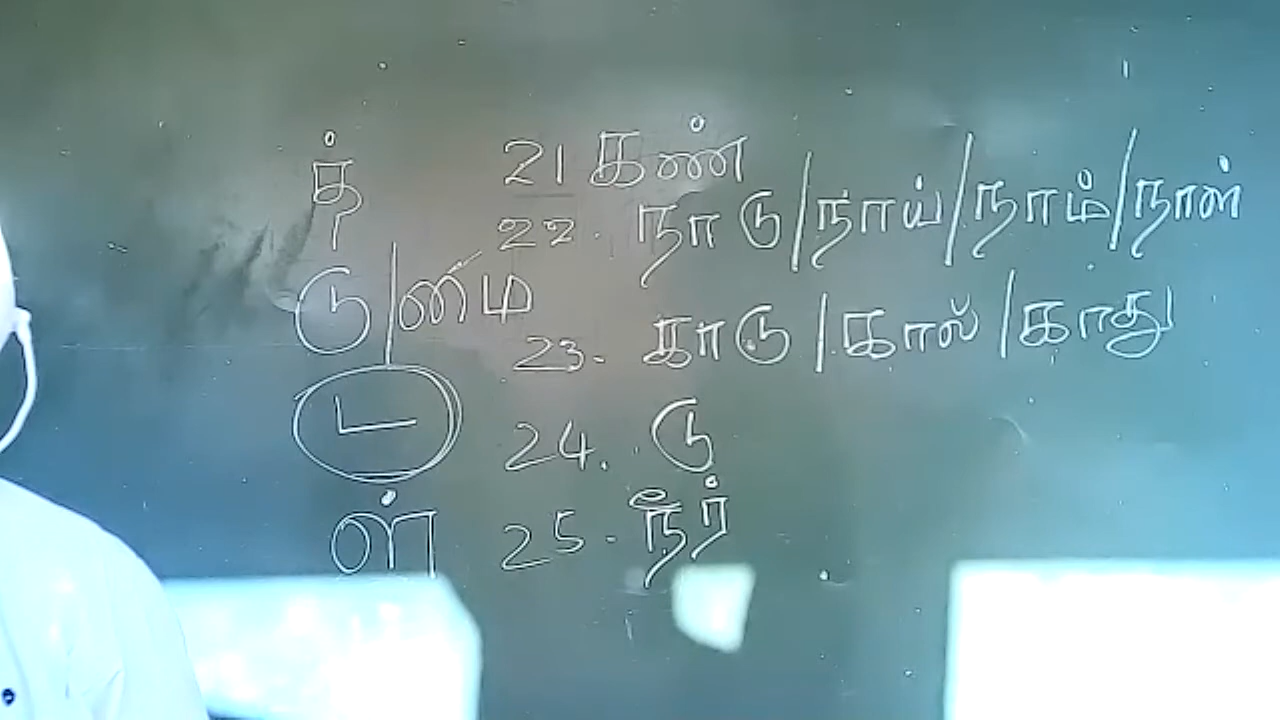 த் 21 கண்
22. நாடு/நாய்/நாம்/நான்
டு/மை
23. காடு/கால்/காது
ட 24. டு
ள் 25. நீர்